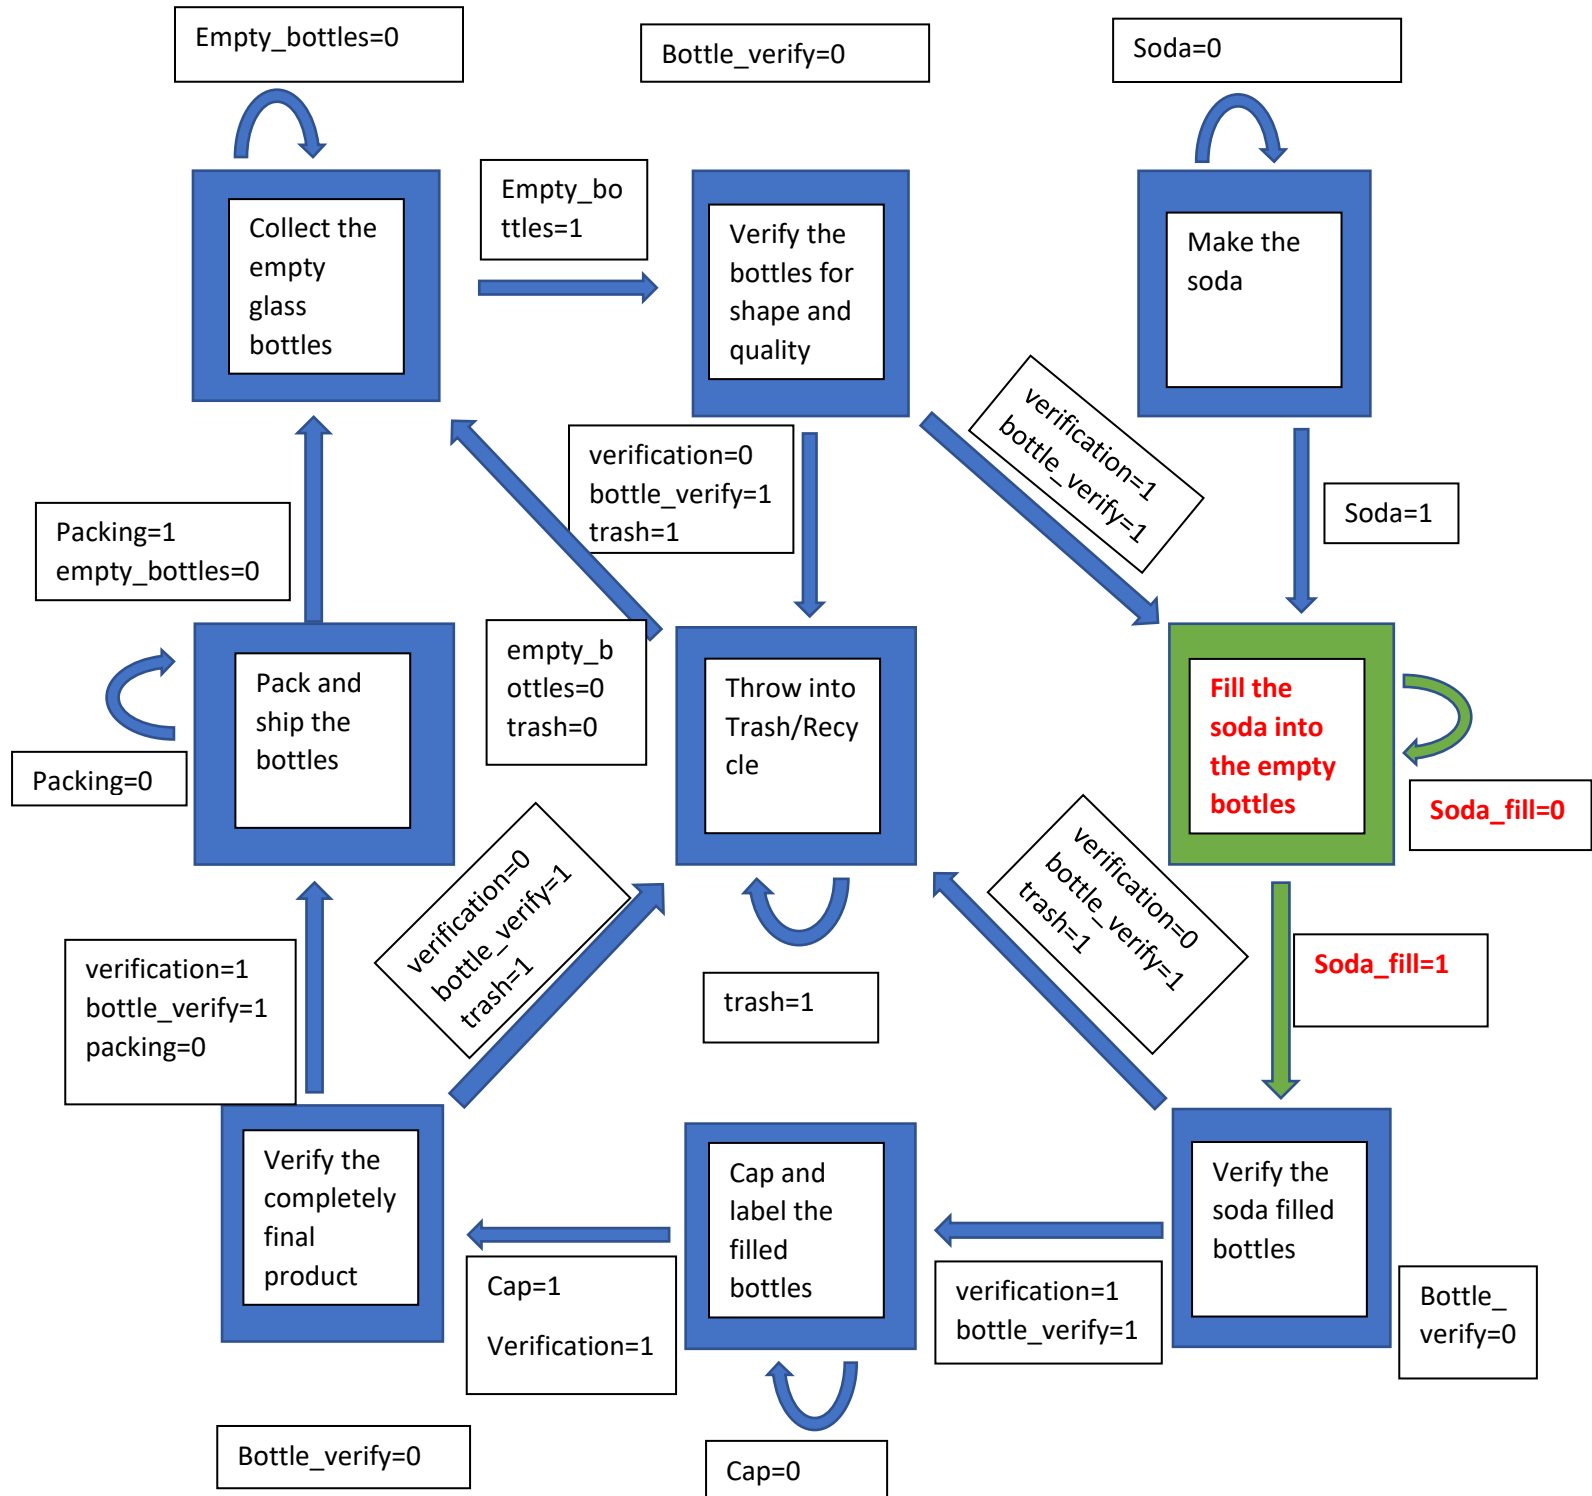 Empty_bottles=0
Bottle_verify=0
Soda=0
Collect the
empty
glass
bottles
Empty_bo
ttles=1
Verify the
bottles for
shape and
quality
Make the
soda
verification=1
bottle_verify=1
verification=0
bottle_verify=1
trash=1
Soda=1
Packing=1
empty_bottles=0
Pack and
ship the
bottles
Packing=0
empty_b
ottles=0
trash=0
Throw into
Trash/Recy
cle
Fill the
soda into
the empty
bottles
Soda_fill=0
verification=0
bottle_verify=1
trash=1
verification=0
bottle_verify=1
trash=1
Soda_fill=1
verification=1
bottle_verify=1
packing=0
trash=1
Verify the
completely
final
product
Cap=1
Verification=1
Cap and
label the
filled
bottles
verification=1
bottle_verify=1
Verify the
soda filled
bottles
Bottle_
verify=0
Bottle_verify=0
Cap=0